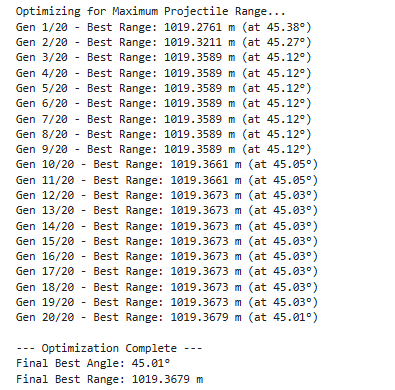 Optimizing for Maximum Projectile Range...
Gen 1/20 - Best Range: 1019.2761 m (at 45.38°)
Gen 2/20 - Best Range: 1019.3211 m (at 45.27°)
Gen 3/20 - Best Range: 1019.3589 m (at 45.12°)
Gen 4/20 - Best Range: 1019.3589 m (at 45.12°)
Gen 5/20 - Best Range: 1019.3589 m (at 45.12°)
Gen 6/20 - Best Range: 1019.3589 m (at 45.12°)
Gen 7/20 - Best Range: 1019.3589 m (at 45.12°)
Gen 8/20 - Best Range: 1019.3589 m (at 45.12°)
Gen 9/20 - Best Range: 1019.3589 m (at 45.12°)
Gen 10/20 - Best Range: 1019.3661 m (at 45.05°)
Gen 11/20 - Best Range: 1019.3661 m (at 45.05°)
Gen 12/20 - Best Range: 1019.3673 m (at 45.03°)
Gen 13/20 - Best Range: 1019.3673 m (at 45.03°)
Gen 14/20 - Best Range: 1019.3673 m (at 45.03°)
Gen 15/20 - Best Range: 1019.3673 m (at 45.03°)
Gen 16/20 - Best Range: 1019.3673 m (at 45.03°)
Gen 17/20 - Best Range: 1019.3673 m (at 45.03°)
Gen 18/20 - Best Range: 1019.3673 m (at 45.03°)
Gen 19/20 - Best Range: 1019.3673 m (at 45.03°)
Gen 20/20 - Best Range: 1019.3679 m (at 45.01°)
--- Optimization Complete ---
Final Best Angle: 45.01°
Final Best Range: 1019.3679 m